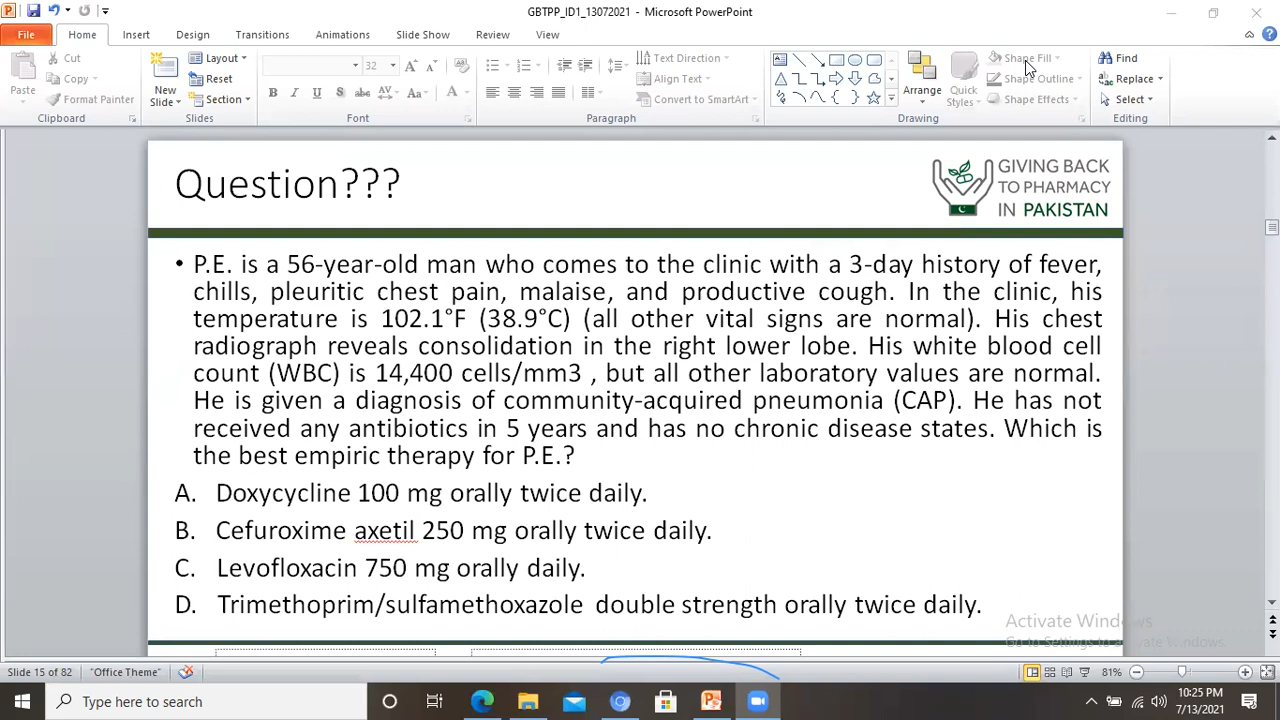 GBTPP_ID1_13072021 - Microsoft PowerPoint
File Home Insert Design Transitions Animations Slide Show Review View
Paste
Cut
Copy
Format Painter
Clipboard
New Slide
Layout
Reset
Section
Slides
32
B I U S abc AV Aa A
Font
Text Direction
Align Text
Convert to SmartArt
Paragraph
Arrange
Quick Styles
Shape Fill
Shape Outline
Shape Effects
Drawing
Find
Replace
Select
Editing
Question???
GIVING BACK
TO PHARMACY
IN PAKISTAN
• P.E. is a 56-year-old man who comes to the clinic with a 3-day history of fever,
chills, pleuritic chest pain, malaise, and productive cough. In the clinic, his
temperature is 102.1°F (38.9°C) (all other vital signs are normal). His chest
radiograph reveals consolidation in the right lower lobe. His white blood cell
count (WBC) is 14,400 cells/mm3 , but all other laboratory values are normal.
He is given a diagnosis of community-acquired pneumonia (CAP). He has not
received any antibiotics in 5 years and has no chronic disease states. Which is
the best empiric therapy for P.E.?
A. Doxycycline 100 mg orally twice daily.
B. Cefuroxime axetil 250 mg orally twice daily.
C. Levofloxacin 750 mg orally daily.
D. Trimethoprim/sulfamethoxazole double strength orally twice daily.
Activate Windows
Go to Settings to activate Windows.
Slide 15 of 82 "Office Theme" 81%
Type here to search
10:25 PM
7/13/2021